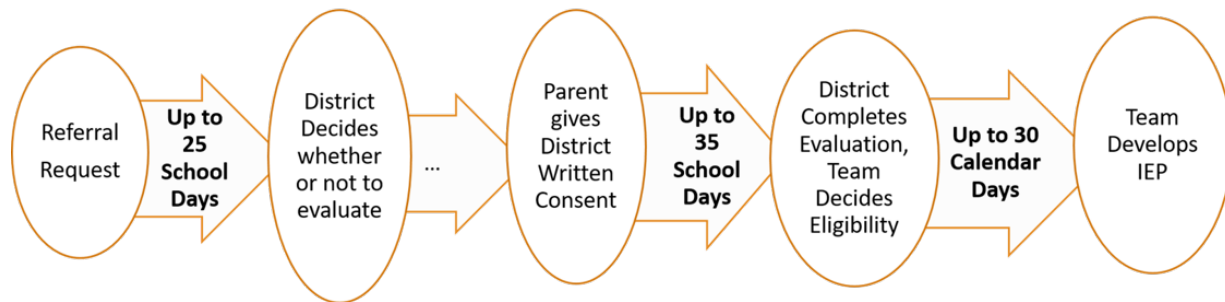 Referral
Request
Up to
25
School
Days
District
Decides
whether
or not to
evaluate
...
Parent
gives
District
Written
Consent
Up to
35
School
Days
District
Completes
Evaluation,
Team
Decides
Eligibility
Up to 30
Calendar
Days
Team
Develops
IEP